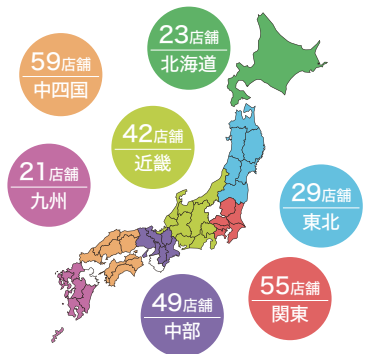 23店舗
北海道
59店舗
中四国
42店舗
近畿
21店舗
九州
29店舗
東北
55店舗
関東
49店舗
中部